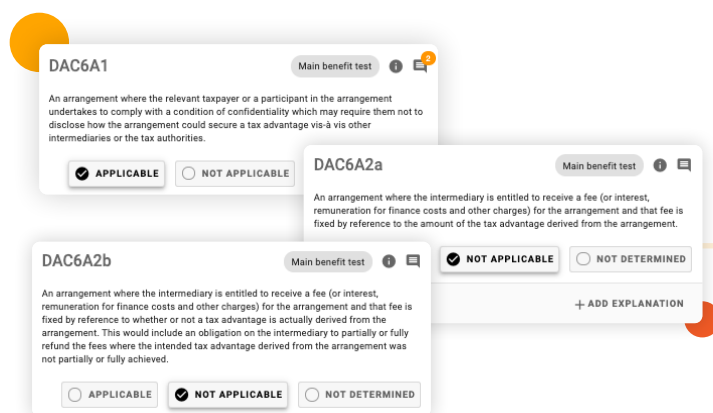 DAC6A1
Main benefit test
2
An arrangement where the relevant taxpayer or a participant in the arrangement
undertakes to comply with a condition of confidentiality which may require them not to
disclose how the arrangement could secure a tax advantage vis-à vis other
intermediaries or the tax authorities.
APPLICABLE
NOT APPLICABLE
DAC6A2a
Main benefit test
An arrangement where the intermediary is entitled to receive a fee (or interest,
remuneration for finance costs and other charges) for the arrangement and that fee is
fixed by reference to the amount of the tax advantage derived from the arrangement.
NOT APPLICABLE
NOT DETERMINED
+ ADD EXPLANATION
DAC6A2b
Main benefit test
An arrangement where the intermediary is entitled to receive a fee (or interest,
remuneration for finance costs and other charges) for the arrangement and that fee is
fixed by reference to whether or not a tax advantage is actually derived from the
arrangement. This would include an obligation on the intermediary to partially or fully
refund the fees where the intended tax advantage derived from the arrangement was
not partially or fully achieved.
APPLICABLE
NOT APPLICABLE
NOT DETERMINED